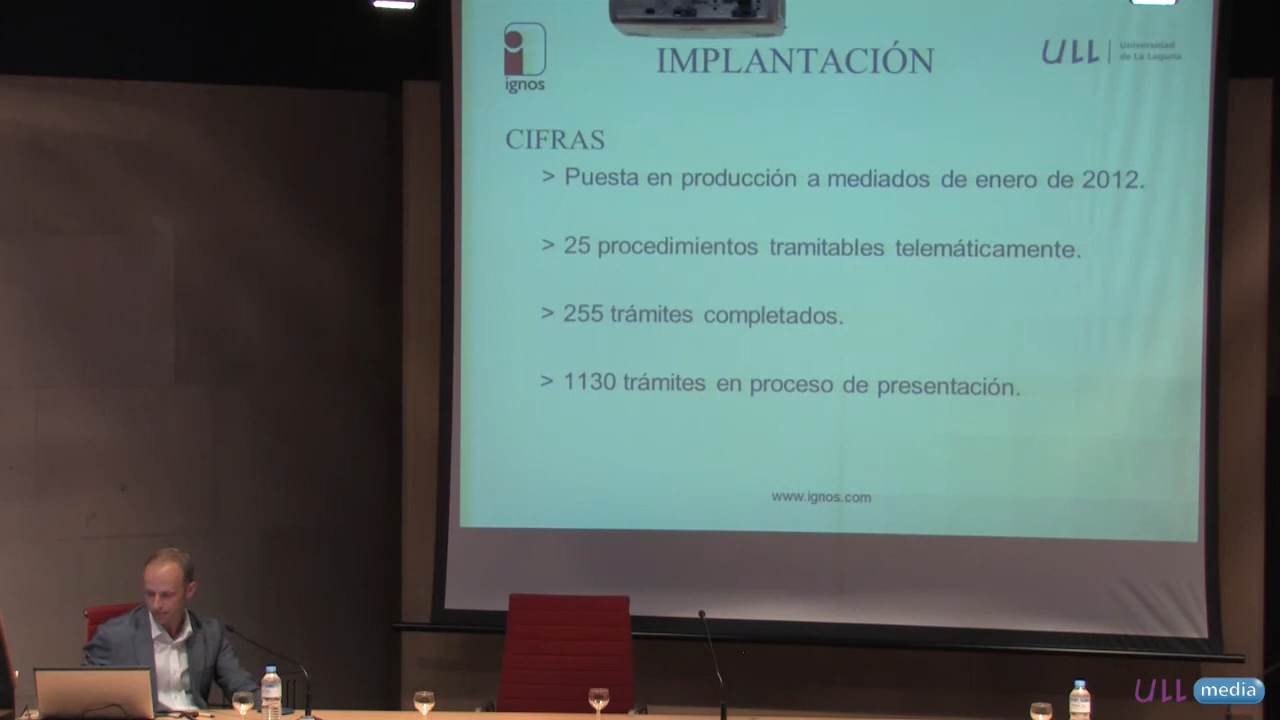 ignos
IMPLANTACIÓN
ULL
Universidad
de La Laguna
CIFRAS
> Puesta en producción a mediados de enero de 2012.
> 25 procedimientos tramitables telemáticamente.
> 255 trámites completados.
> 1130 trámites en proceso de presentación.
www.ignos.com
ULL media